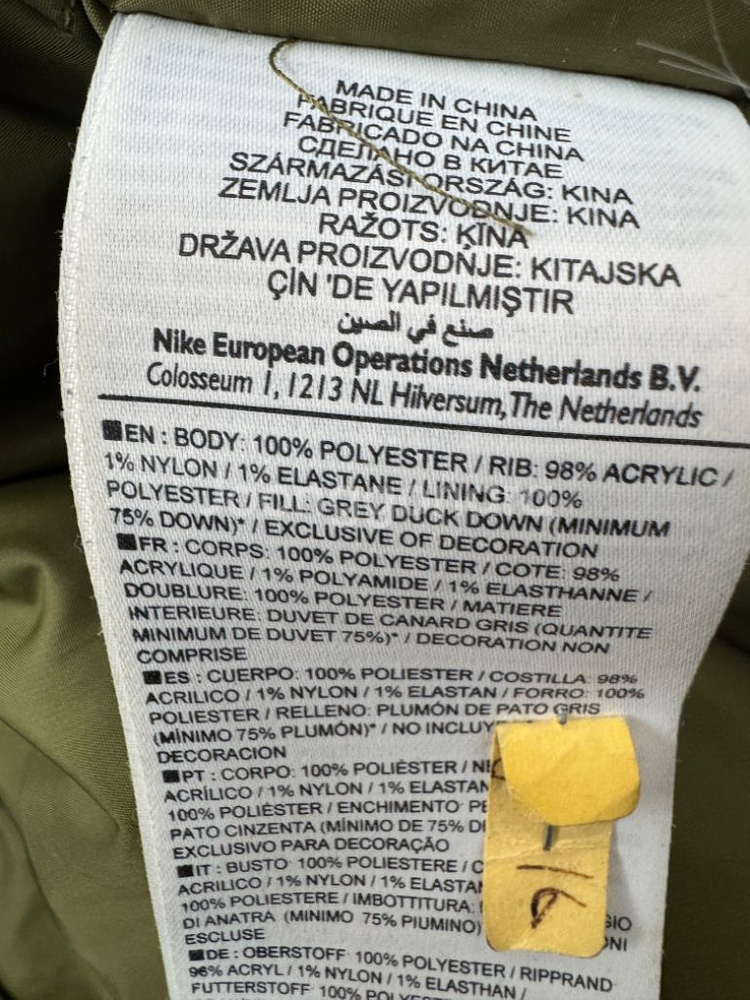 MADE IN CHINA
FABRIQUE EN CHINE
FABRICADO NA CHINA
СДЕЛАНО В КИТАЕ
SZÁRMAZÁSI ORSZÁG: KINA
ZEMLJA PROIZVODNJE: KINA
RAŽOTS: ĶĪNA
DRŽAVA PROIZVODNJE: KITAJSKA
ÇİN 'DE YAPILMIŞTIR
صنع في الصين
Nike European Operations Netherlands B.V.
Colosseum 1, 1213 NL Hilversum, The Netherlands
EN : BODY: 100% POLYESTER / RIB: 98% ACRYLIC /
1% NYLON / 1% ELASTANE / LINING: 100%
POLYESTER / FILL: GREY DUCK DOWN (MINIMUM
75% DOWN)* / EXCLUSIVE OF DECORATION
FR : CORPS: 100% POLYESTER / COTE: 98%
ACRYLIQUE / 1% POLYAMIDE / 1% ELASTHANNE /
DOUBLURE: 100% POLYESTER / MATIERE
INTERIEURE: DUVET DE CANARD GRIS (QUANTITE
MINIMUM DE DUVET 75%)* / DECORATION NON
COMPRISE
ES : CUERPO: 100% POLIESTER / COSTILLA: 98%
ACRILICO / 1% NYLON / 1% ELASTAN / FORRO: 100%
POLIESTER / RELLENO: PLUMÓN DE PATO GRIS
(MÍNIMO 75% PLUMÓN)* / NO INCLUY
DECORACION
PT : CORPO: 100% POLIÉSTER /
ACRÍLICO / 1% NYLON / 1% ELASTAN
100% POLIÉSTER / ENCHIMENTO
PATO CINZENTA (MÍNIMO DE 75%
EXCLUSIVO PARA DECORAÇÃO
IT : BUSTO 100% POLIESTERE /
ACRILICO / 1% NYLON / 1% ELASTA
100% POLIESTERE / IMBOTTITURA:
DI ANATRA (MINIMO 75% PIUMINO)
ESCLUSE
DE : OBERSTOFF 100% POLYESTER / RIPPRAND
96% ACRYL / 1% NYLON / 1% ELASTHAN /
FUTTERSTOFF 100% POLYESTER